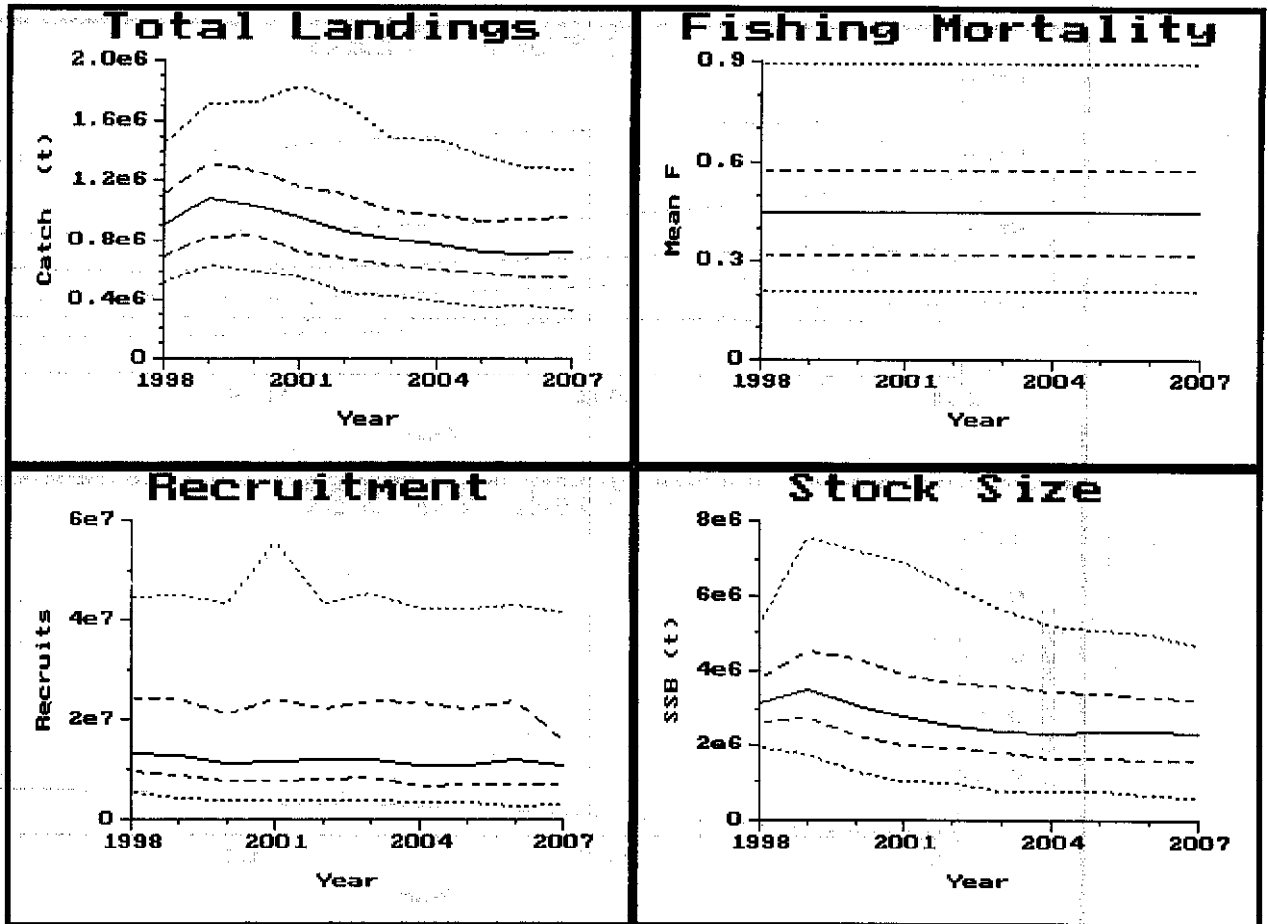 Total Landings
2.0e6
1.6e6
1.2e6
0.8e6
0.4e6
0
Catch (t)
1998 2001 2004 2007
Year
Fishing Mortality
0.9
0.6
0.3
0
Mean F
1998 2001 2004 2007
Year
Recruitment
6e7
4e7
2e7
0
Recruits
1998 2001 2004 2007
Year
Stock Size
8e6
6e6
4e6
2e6
0
SSB (t)
1998 2001 2004 2007
Year